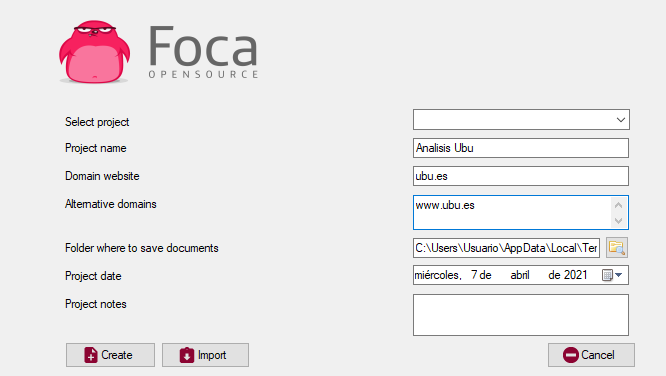 Foca
OPENSOURCE
Select project
Project name Analisis Ubu
Domain website ubu.es
Alternative domains www.ubu.es
Folder where to save documents C:\Users\Usuario\AppData\Local\Ter
Project date miércoles, 7 de abril de 2021
Project notes
Create Import Cancel